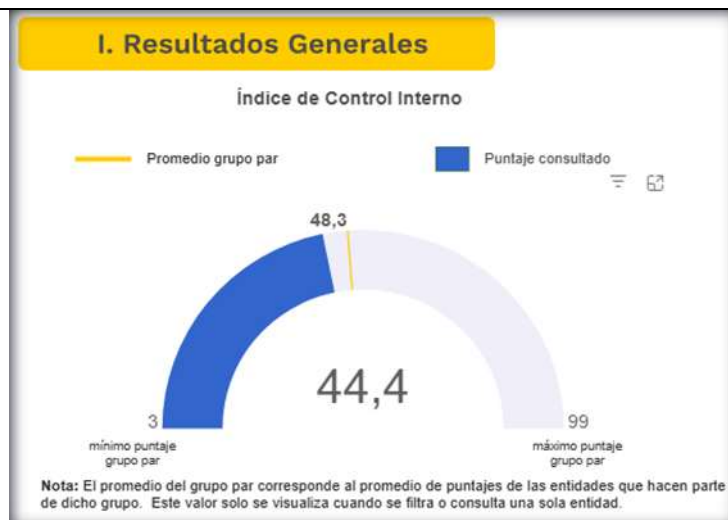 I. Resultados Generales
Índice de Control Interno
Promedio grupo par
Puntaje consultado
48,3
44,4
3
99
mínimo puntaje
grupo par
máximo puntaje
grupo par
Nota: El promedio del grupo par corresponde al promedio de puntajes de las entidades que hacen parte
de dicho grupo. Este valor solo se visualiza cuando se filtra o consulta una sola entidad.